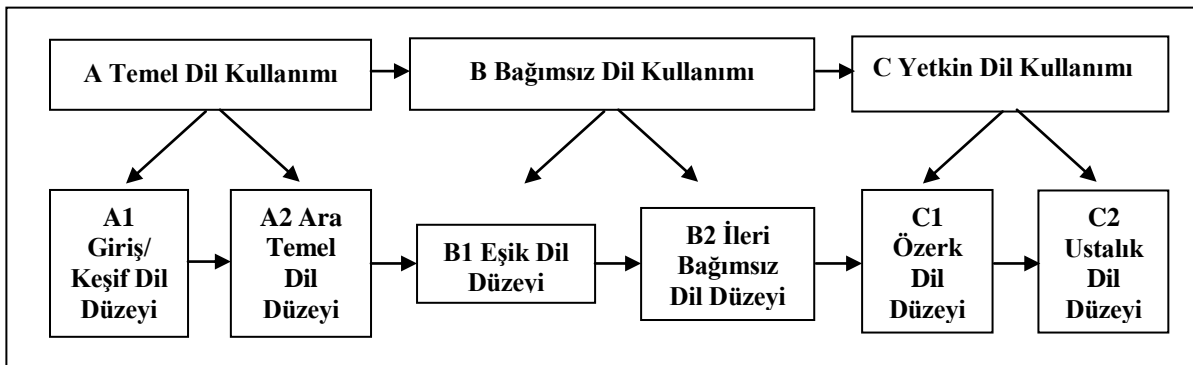 A Temel Dil Kullanımı
B Bağımsız Dil Kullanımı
C Yetkin Dil Kullanımı
A1
Giriş/
Keşif Dil
Düzeyi
A2 Ara
Temel
Dil
Düzeyi
B1 Eşik Dil
Düzeyi
B2 İleri
Bağımsız
Dil Düzeyi
C1
Özerk
Dil
Düzeyi
C2
Ustalık
Dil
Düzeyi